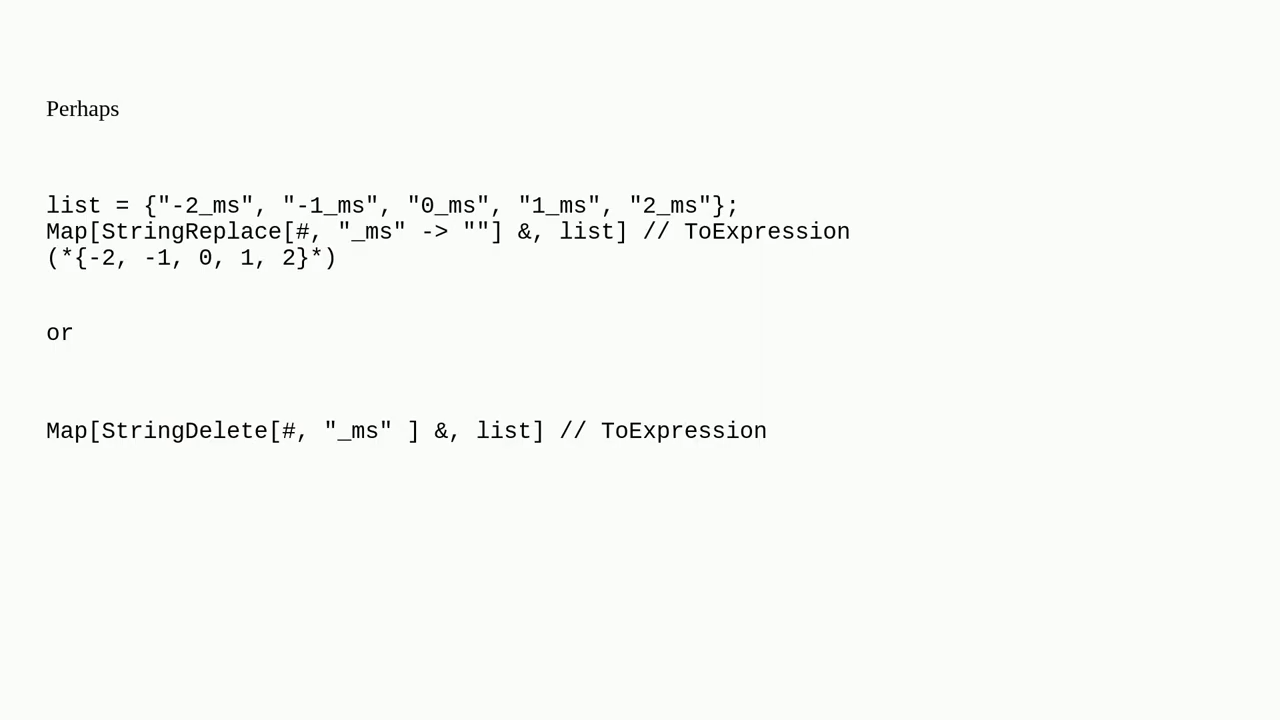 Perhaps
list = {"-2_ms", "-1_ms", "0_ms", "1_ms", "2_ms"};
Map[StringReplace[#, "_ms" -> ""] &, list] // ToExpression
(*{-2, -1, 0, 1, 2}*)
or
Map[StringDelete[#, "_ms" ] &, list] // ToExpression